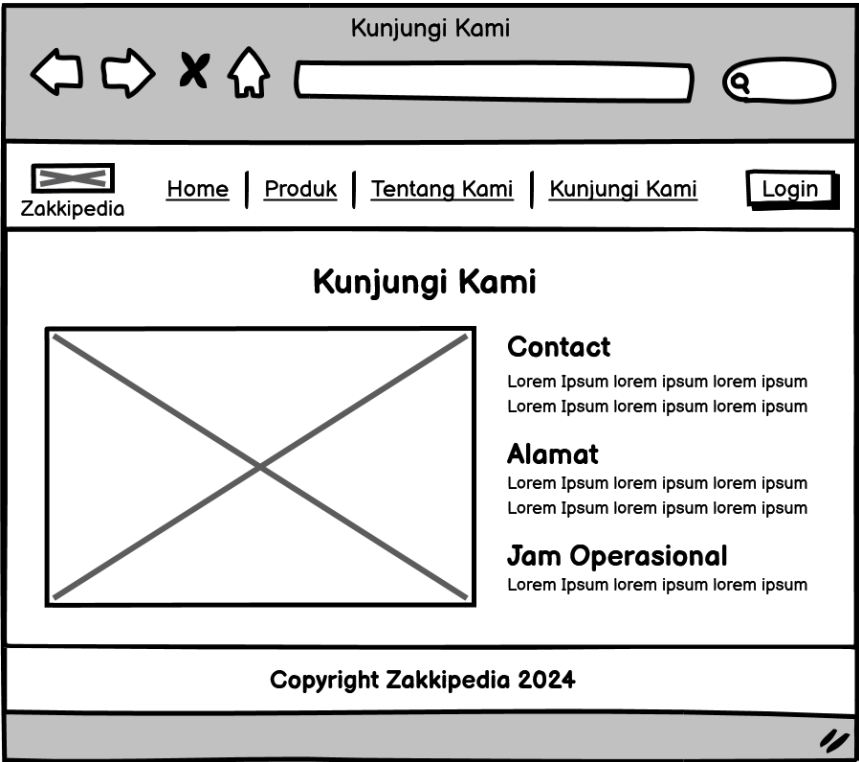 Kunjungi Kami
Zakkipedia
Home
Produk
Tentang Kami
Kunjungi Kami
Login
Kunjungi Kami
Contact
Lorem Ipsum lorem ipsum lorem ipsum
Lorem Ipsum lorem ipsum lorem ipsum
Alamat
Lorem Ipsum lorem ipsum lorem ipsum
Lorem Ipsum lorem ipsum lorem ipsum
Jam Operasional
Lorem Ipsum lorem ipsum lorem ipsum
Copyright Zakkipedia 2024